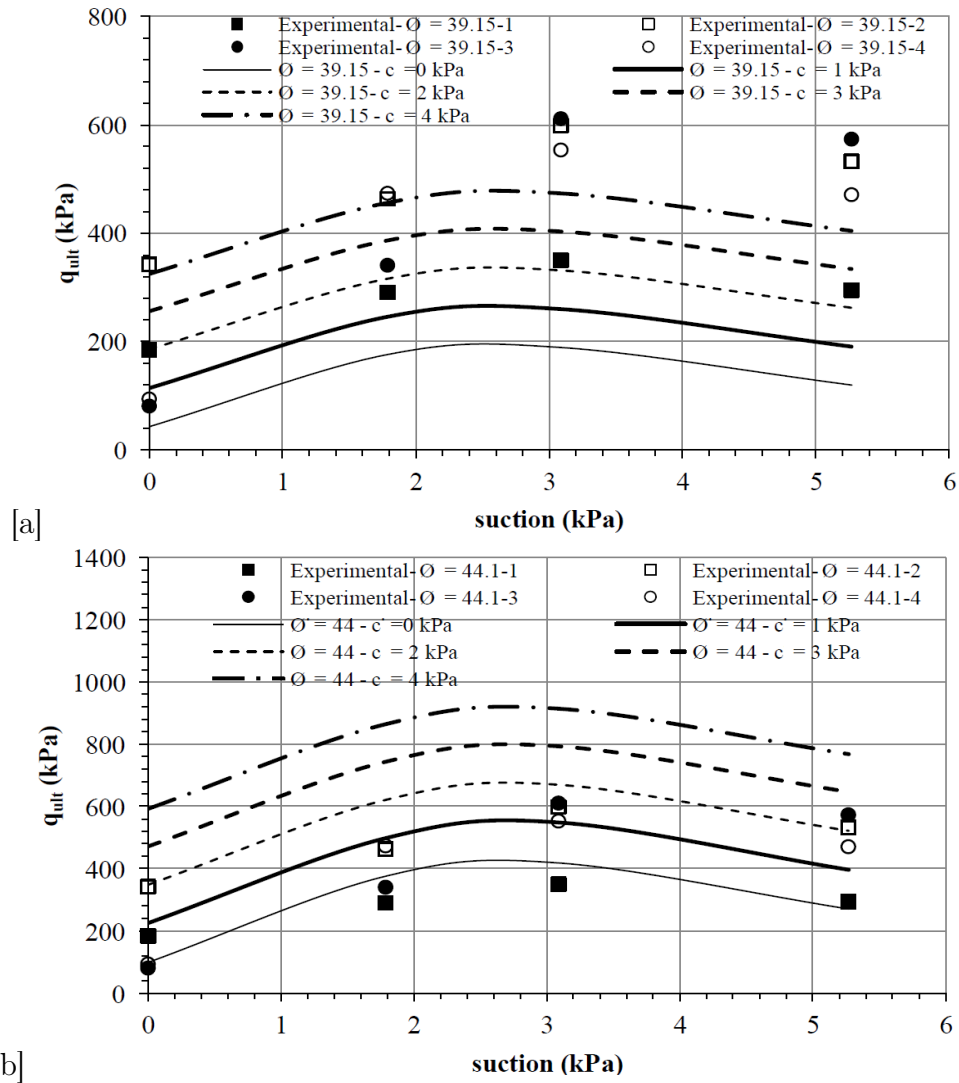 800
Experimental- Ø = 39.15-1
Experimental- Ø = 39.15-2
Experimental- Ø = 39.15-3
Experimental- Ø = 39.15-4
Ø = 39.15 - c =0 kPa
Ø = 39.15 - c = 1 kPa
Ø = 39.15- c = 2 kPa
Ø = 39.15 - c = 3 kPa
Ø = 39.15 - c = 4 kPa
600
400
200
0
qult (kPa)
0 1 2 3 4 5 6
suction (kPa)
[a]
1400
Experimental- Ø = 44.1-1
Experimental- Ø = 44.1-2
Experimental- Ø = 44.1-3
Experimental- Ø = 44.1-4
Ø' = 44 - c' =0 kPa
Ø' = 44 - c' = 1 kPa
Ø = 44 - c = 2 kPa
Ø = 44 - c = 3 kPa
Ø = 44 - c = 4 kPa
1200
1000
800
600
400
200
0
qult (kPa)
0 1 2 3 4 5 6
suction (kPa)
b]